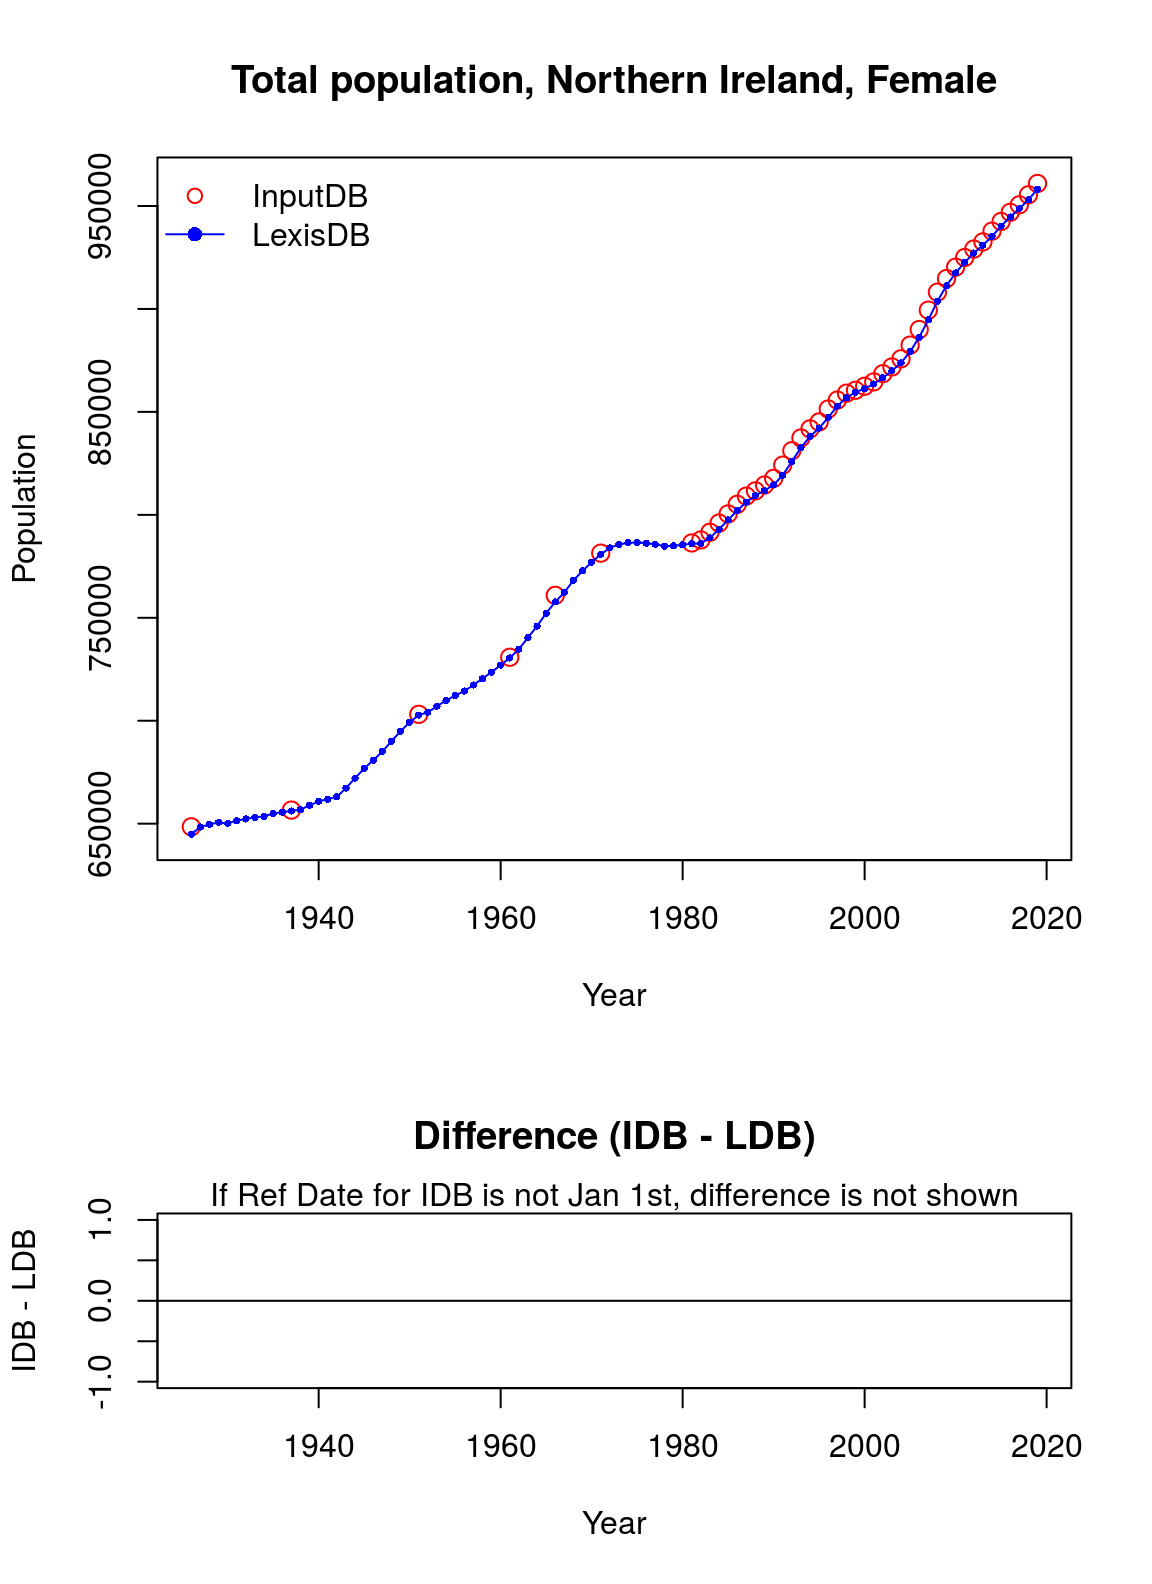 Total population, Northern Ireland, Female
InputDB
LexisDB
950000
850000
750000
650000
Population
1940 1960 1980 2000 2020
Year
Difference (IDB - LDB)
If Ref Date for IDB is not Jan 1st, difference is not shown
1.0
0.0
-1.0
IDB - LDB
1940 1960 1980 2000 2020
Year